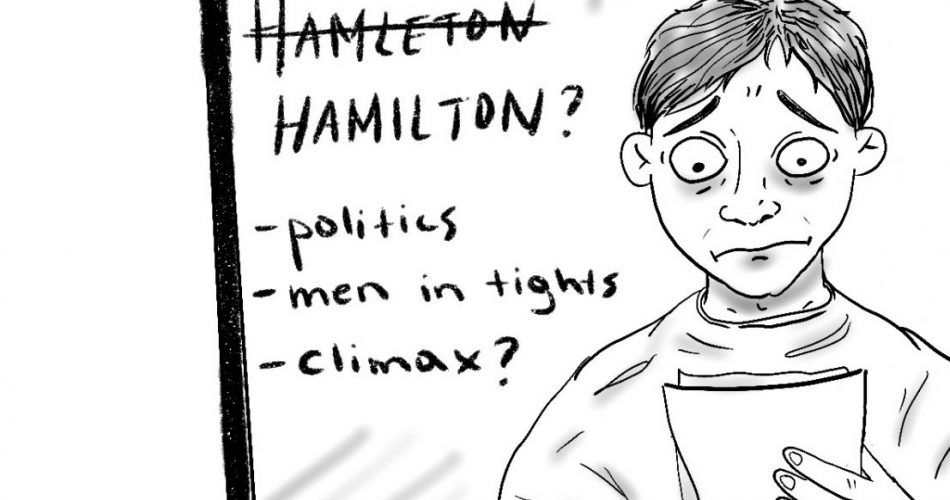 HAMLETON
HAMILTON?
-politics
-men in tights
-climax?